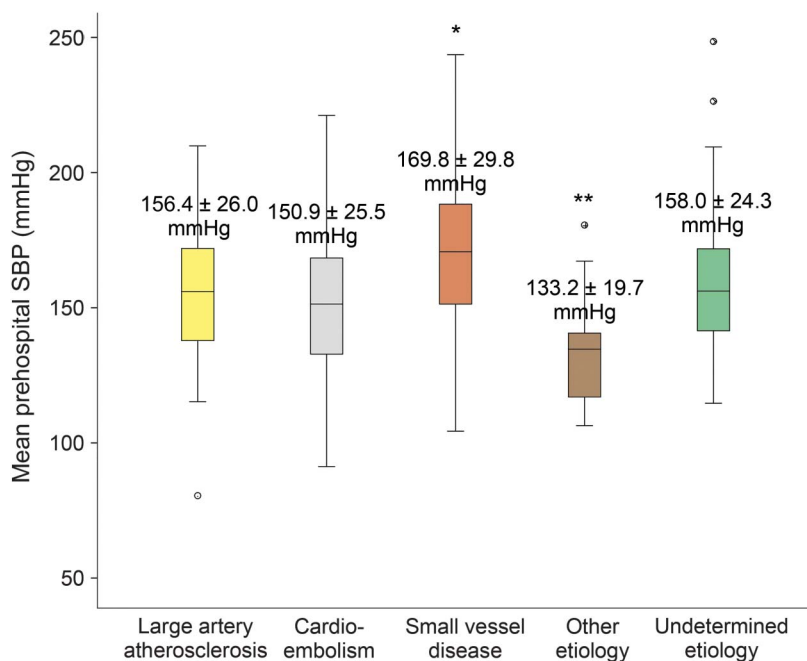 Mean prehospital SBP (mmHg)
250
200
150
100
50
156.4 ± 26.0
mmHg
150.9 ± 25.5
mmHg
*
169.8 ± 29.8
mmHg
**
133.2 ± 19.7
mmHg
158.0 ± 24.3
mmHg
Large artery
atherosclerosis
Cardio-
embolism
Small vessel
disease
Other
etiology
Undetermined
etiology